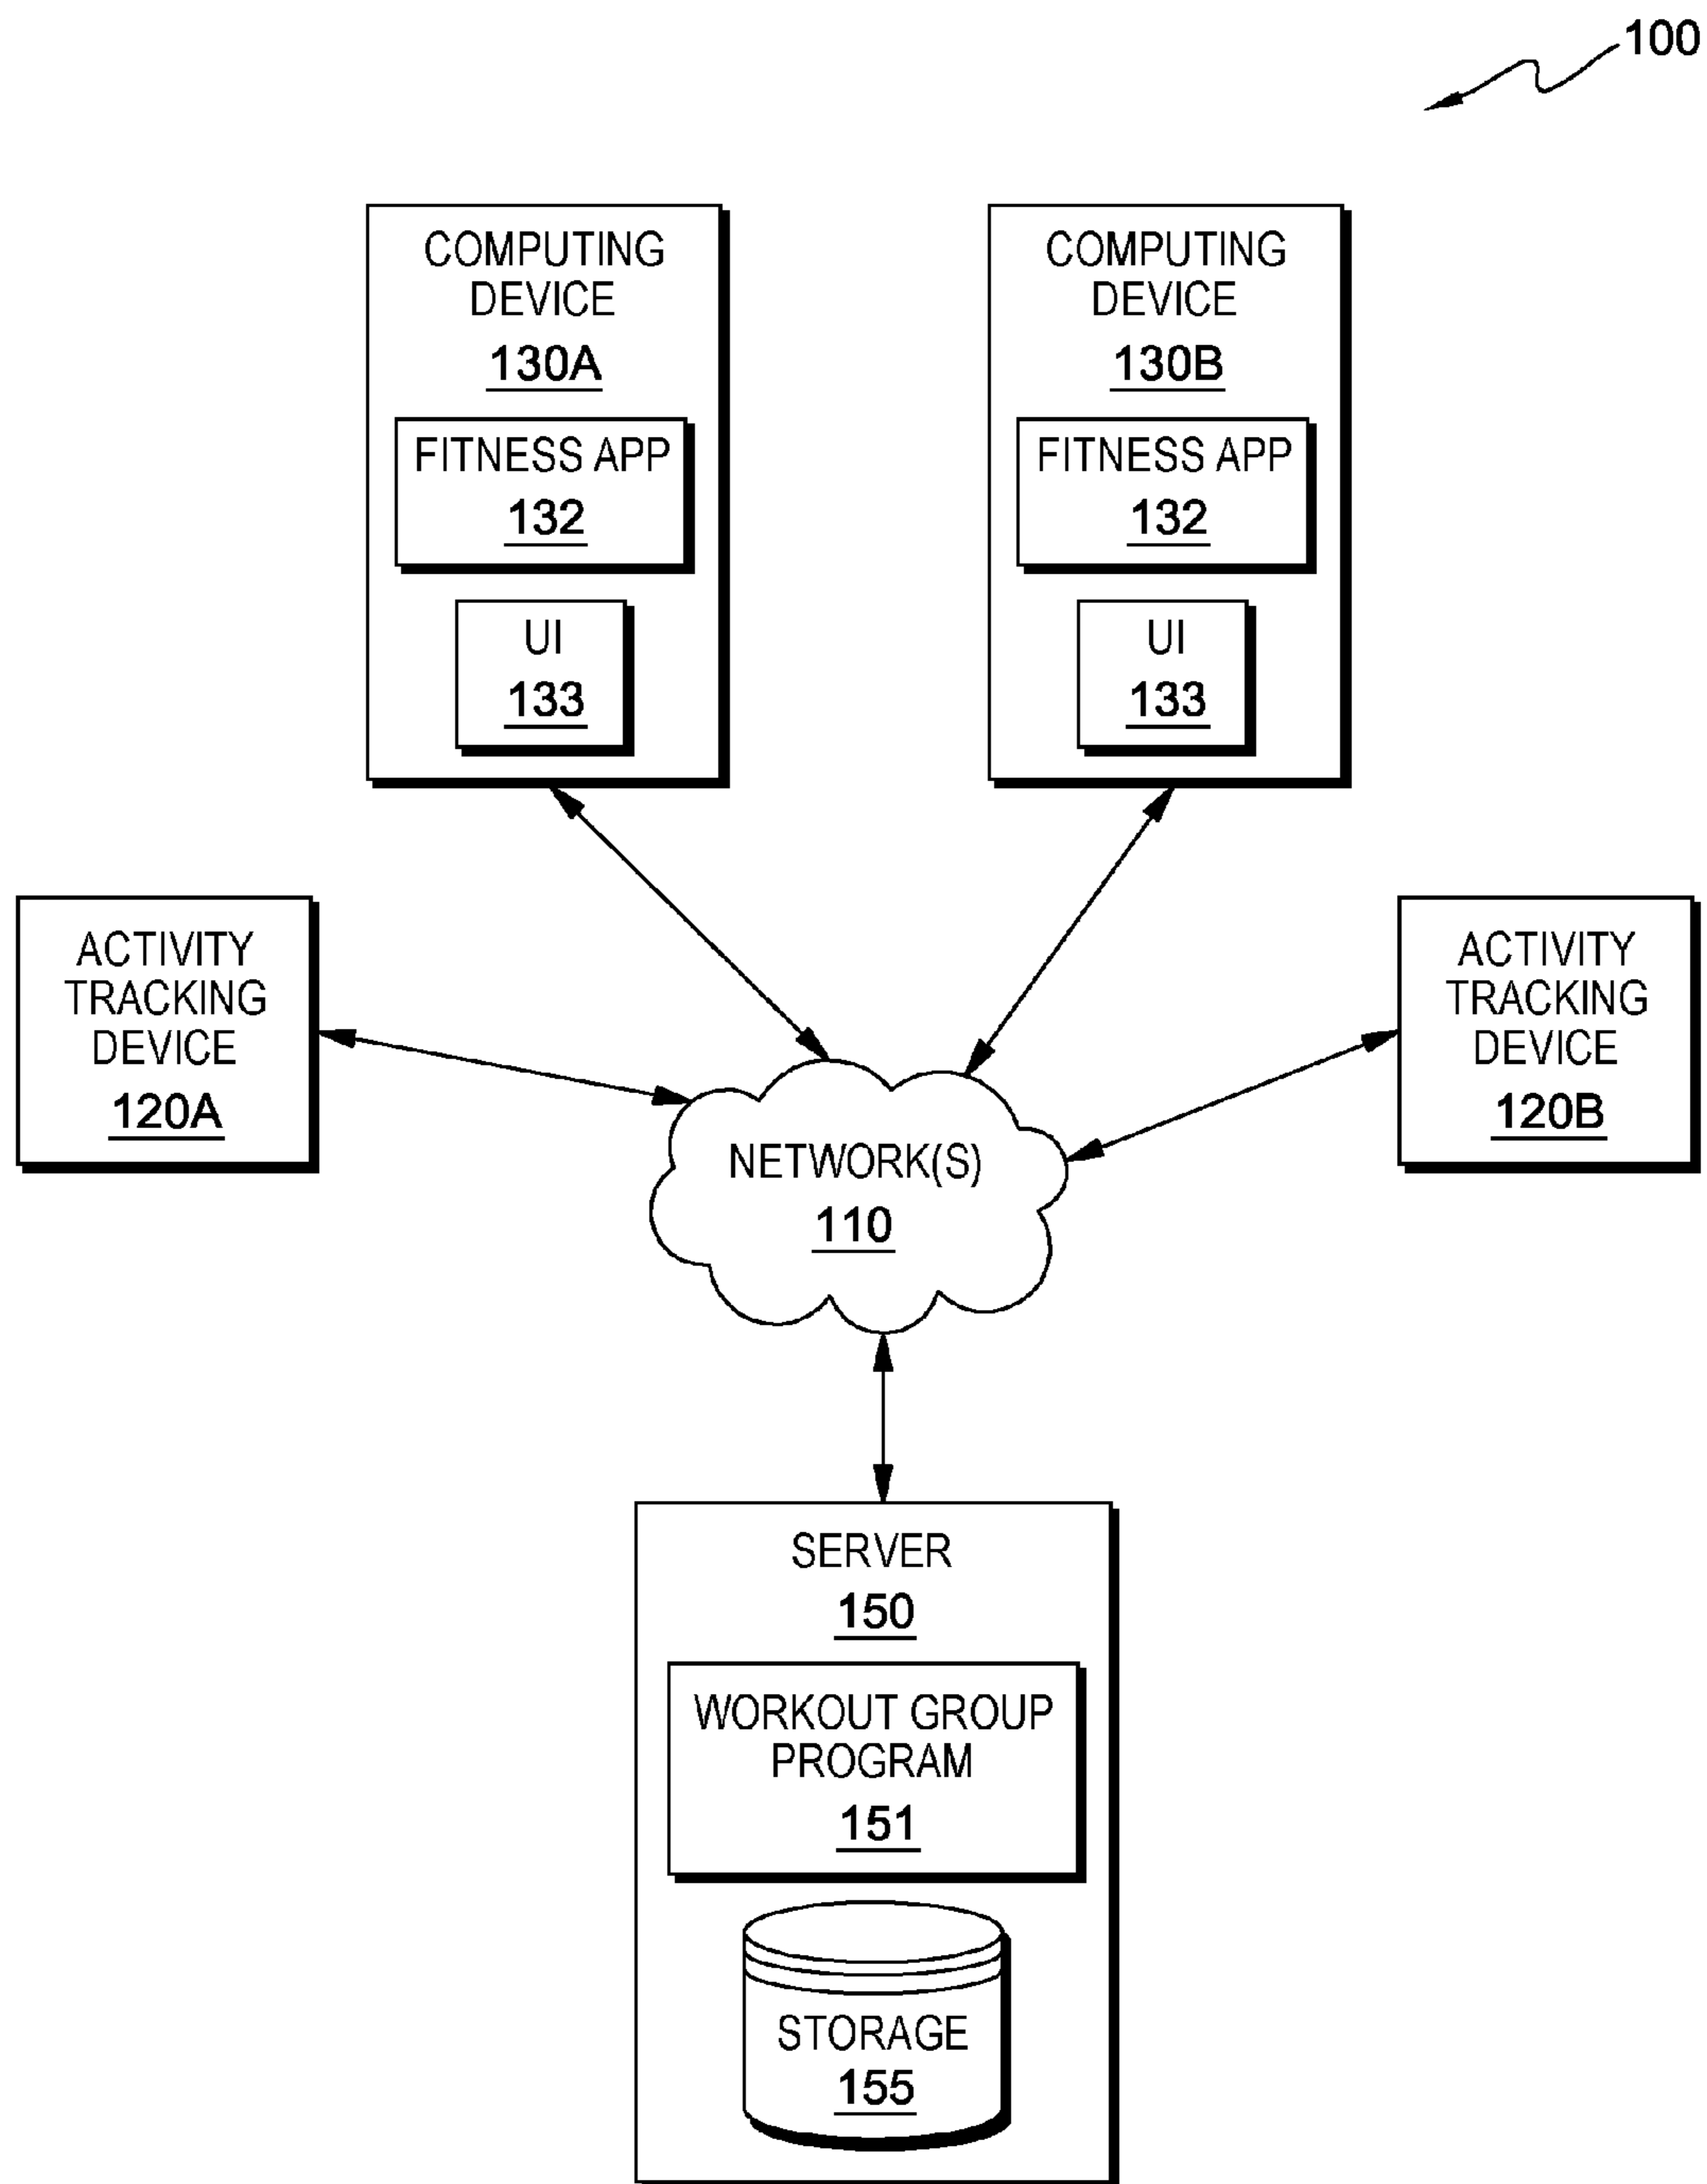 100
COMPUTING
DEVICE
130A
FITNESS APP
132
UI
133
COMPUTING
DEVICE
130B
FITNESS APP
132
UI
133
ACTIVITY
TRACKING
DEVICE
120A
ACTIVITY
TRACKING
DEVICE
120B
NETWORK(S)
110
SERVER
150
WORKOUT GROUP
PROGRAM
151
STORAGE
155